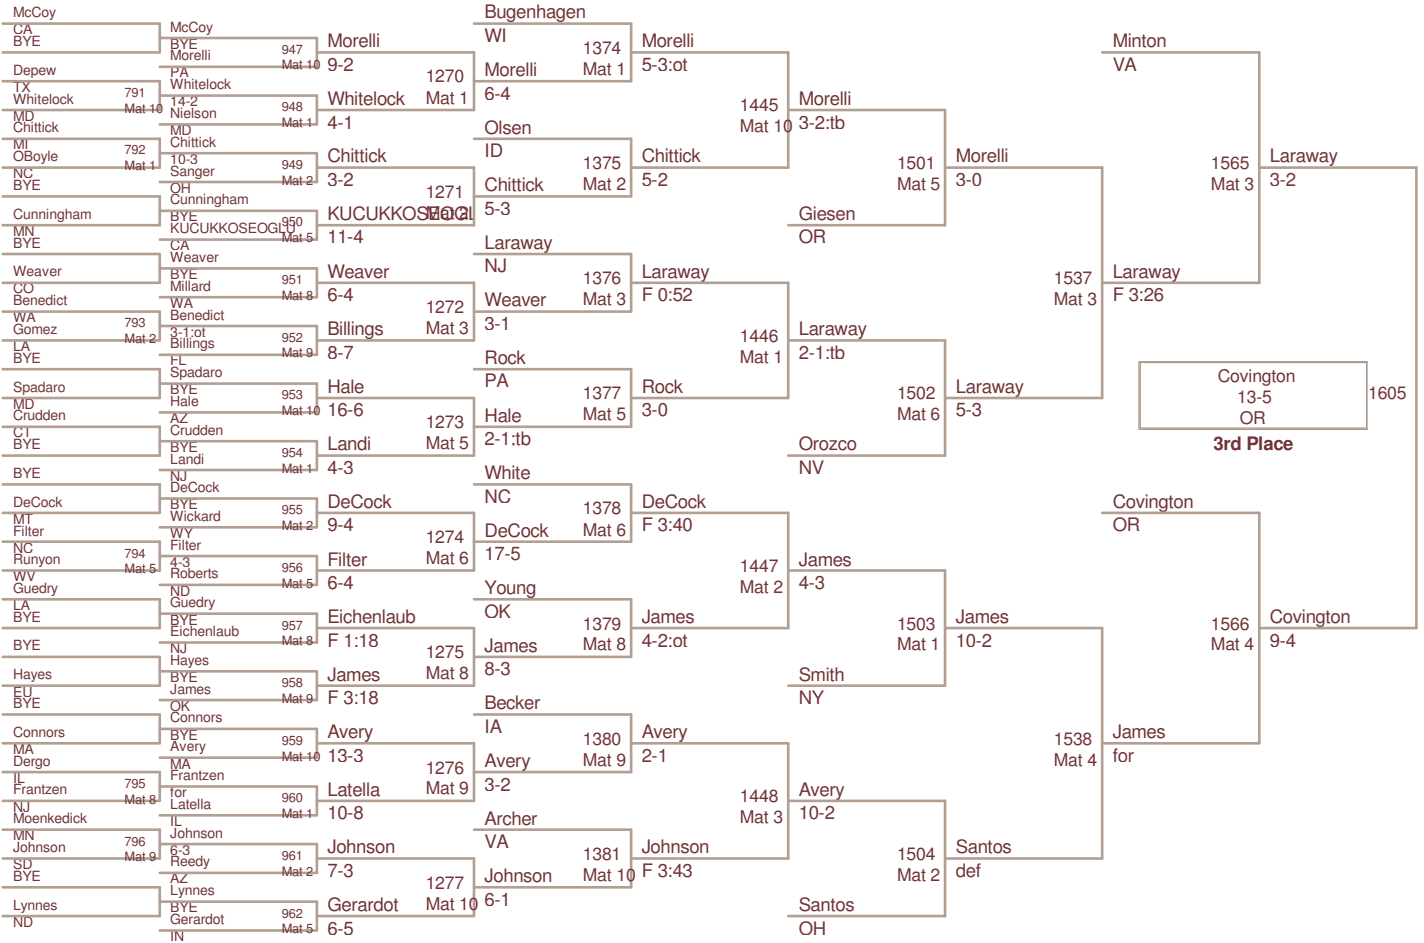 McCoy
CA
BYE
Depew
TX
Whitelock
MD
Chittick
MI
OBoyle
NC
BYE
Cunningham
MN
BYE
Weaver
CO
Benedict
WA
Gomez
LA
BYE
Spadaro
MD
Crudden
CT
BYE
BYE
DeCock
MT
Filter
NC
Runyon
WV
Guedry
LA
BYE
BYE
Hayes
EU
BYE
Connors
MA
Dergo
IL
Frantzen
NJ
Moenkedick
MN
Johnson
SD
BYE
Lynnes
ND
791
Mat 10
792
Mat 1
793
Mat 2
794
Mat 5
795
Mat 8
796
Mat 9
McCoy
BYE
Morelli
PA
Whitelock
14-2
Nielson
MD
Chittick
10-3
Sanger
OH
Cunningham
BYE
KUCUKKOSEOGLU
CA
Weaver
BYE
Millard
WA
Benedict
3-1:ot
Billings
FL
Spadaro
BYE
Hale
AZ
Crudden
BYE
Landi
NJ
DeCock
BYE
Wickard
WY
Filter
4-3
Roberts
ND
Guedry
BYE
Eichenlaub
NJ
Hayes
BYE
James
OK
Connors
BYE
Avery
MA
Frantzen
for
Latella
IL
Johnson
6-3
Reedy
AZ
Lynnes
BYE
Gerardot
IN
947
Mat 10
948
Mat 1
949
Mat 2
950
Mat 5
951
Mat 8
952
Mat 9
953
Mat 10
954
Mat 1
955
Mat 2
956
Mat 5
957
Mat 8
958
Mat 9
959
Mat 10
960
Mat 1
961
Mat 2
962
Mat 5
Morelli
9-2
Whitelock
4-1
Chittick
3-2
KUCUKKOSEOGLU
11-4
Weaver
6-4
Billings
8-7
Hale
16-6
Landi
4-3
DeCock
9-4
Filter
6-4
Eichenlaub
F 1:18
James
F 3:18
Avery
13-3
Latella
10-8
Johnson
7-3
Gerardot
6-5
1270
Mat 1
1271
Mat 2
1272
Mat 3
1273
Mat 5
1274
Mat 6
1275
Mat 8
1276
Mat 9
1277
Mat 10
Bugenhagen
WI
Morelli
6-4
Olsen
ID
Chittick
5-3
Laraway
NJ
Weaver
3-1
Rock
PA
Hale
2-1:tb
White
NC
DeCock
17-5
Young
OK
James
8-3
Becker
IA
Avery
3-2
Archer
VA
Johnson
6-1
1374
Mat 1
1375
Mat 2
1376
Mat 3
1377
Mat 5
1378
Mat 6
1379
Mat 8
1380
Mat 9
1381
Mat 10
Morelli
5-3:ot
Chittick
5-2
Laraway
F 0:52
Rock
3-0
DeCock
F 3:40
James
4-2:ot
Avery
2-1
Johnson
F 3:43
1445
Mat 10
1446
Mat 1
1447
Mat 2
1448
Mat 3
Morelli
3-2:tb
Giesen
OR
Laraway
2-1:tb
Orozco
NV
James
4-3
Smith
NY
Avery
10-2
Santos
OH
1501
Mat 5
1502
Mat 6
1503
Mat 1
1504
Mat 2
Morelli
3-0
Laraway
5-3
James
10-2
Santos
def
1537
Mat 3
1538
Mat 4
Minton
VA
Laraway
F 3:26
Covington
OR
James
for
1565
Mat 3
1566
Mat 4
Laraway
3-2
Covington
9-4
Covington
13-5
OR
1605
3rd Place